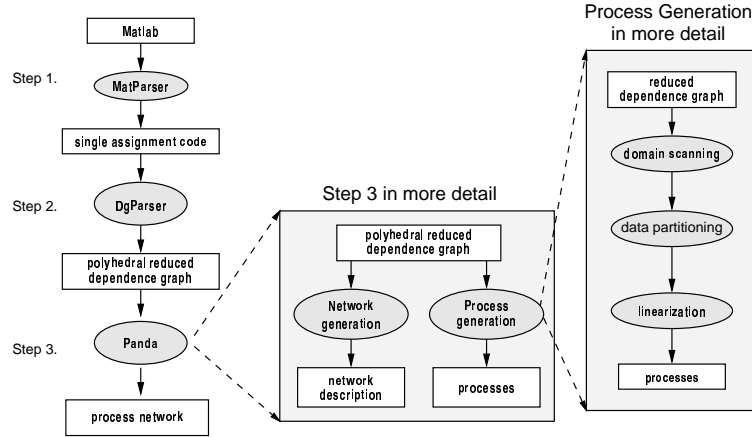 Matlab
Step 1.
MatParser
single assignment code
Step 2.
DgParser
polyhedral reduced
dependence graph
Step 3.
Panda
process network
Step 3 in more detail
polyhedral reduced
dependence graph
Network
generation
Process
generation
network
description
processes
Process Generation
in more detail
reduced
dependence graph
domain scanning
data partitioning
linearization
processes